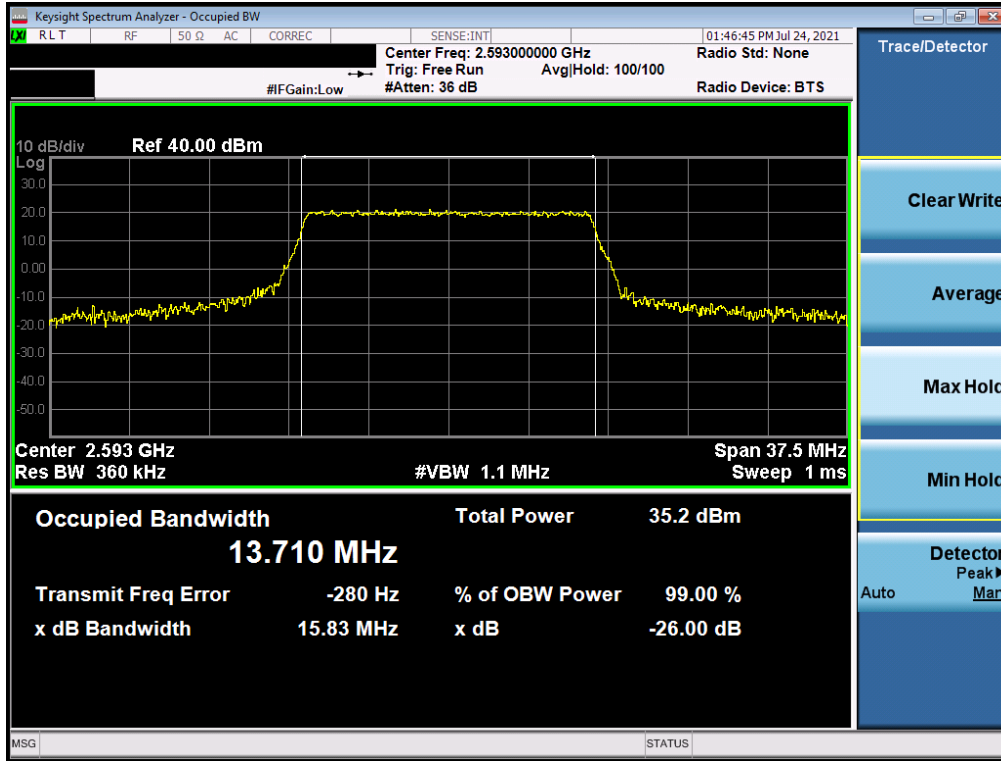 Keysight Spectrum Analyzer - Occupied BW
LXI RLT RF 50 Ω AC CORREC SENSE:INT 01:46:45 PM Jul 24, 2021
Center Freq: 2.593000000 GHz Radio Std: None
Trig: Free Run Avg|Hold: 100/100
#IFGain:Low #Atten: 36 dB Radio Device: BTS
Trace/Detector
10 dB/div Ref 40.00 dBm
Log
30.0
20.0
10.0
0.00
-10.0
-20.0
-30.0
-40.0
-50.0
Center 2.593 GHz Span 37.5 MHz
Res BW 360 kHz #VBW 1.1 MHz Sweep 1 ms
Occupied Bandwidth Total Power 35.2 dBm
13.710 MHz
Transmit Freq Error -280 Hz % of OBW Power 99.00 %
x dB Bandwidth 15.83 MHz x dB -26.00 dB
Clear Write
Average
Max Hold
Min Hold
Detector
Peak
Auto Man
MSG STATUS